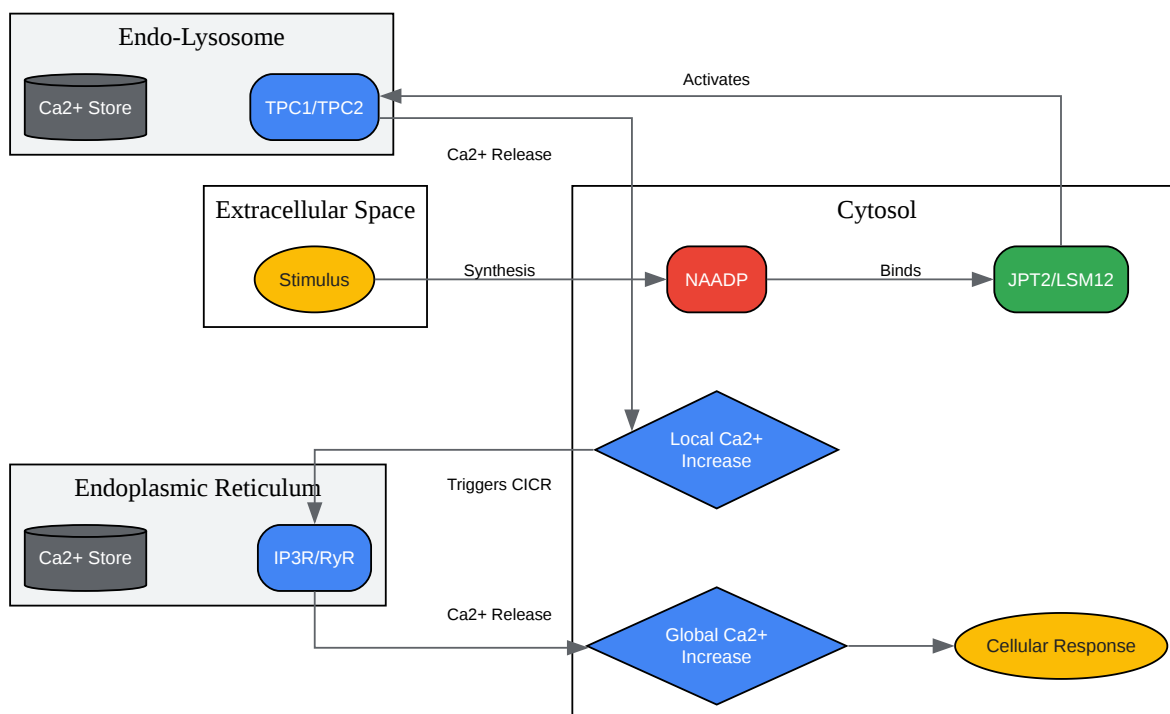 Endo-Lysosome
Ca2+ Store
TPC1/TPC2
Activates
Ca2+ Release
Extracellular Space
Cytosol
Stimulus
Synthesis
NAADP
Binds
JPT2/LSM12
Local Ca2+
Increase
Triggers CICR
Endoplasmic Reticulum
Ca2+ Store
IP3R/RyR
Ca2+ Release
Global Ca2+
Increase
Cellular Response